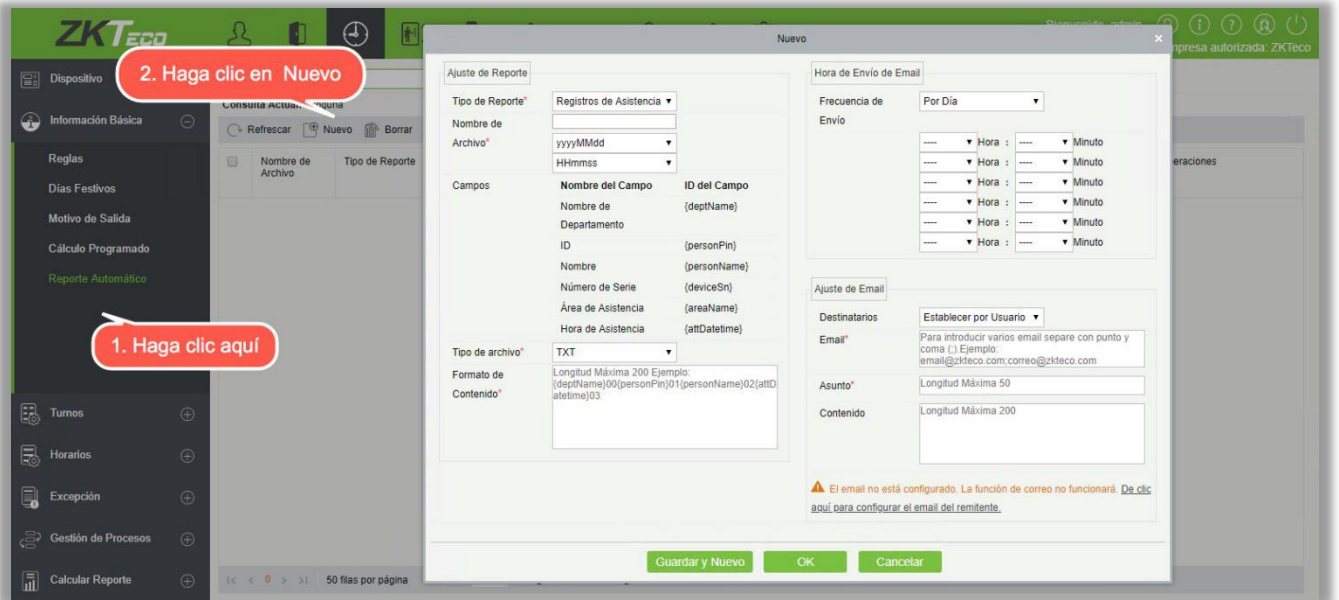 ZKTeco
Bienvenido, admin
Empresa autorizada: ZKTeco
Nuevo
Dispositivo
2. Haga clic en Nuevo
Consulta Actual:
Información Básica
Refrescar Nuevo Borrar
Reglas
Nombre de Archivo
Tipo de Reporte
Días Festivos
Motivo de Salida
Cálculo Programado
Reporte Automático
1. Haga clic aquí
Turnos
Horarios
Excepción
Gestión de Procesos
Calcular Reporte
0 50 filas por página
Ajuste de Reporte
Tipo de Reporte* Registros de Asistencia
Nombre de
Archivo* yyyyMMdd
HHmmss
Campos Nombre del Campo ID del Campo
Nombre de {deptName}
Departamento
ID {personPin}
Nombre {personName}
Número de Serie {deviceSn}
Área de Asistencia {areaName}
Hora de Asistencia {attDatetime}
Tipo de archivo* TXT
Formato de
Contenido*
Longitud Máxima 200 Ejemplo:
{deptName}00{personPin}01{personName}02{attD
atetime}03
Hora de Envío de Email
Frecuencia de Por Día
Envío
---- Hora : ---- Minuto
---- Hora : ---- Minuto
---- Hora : ---- Minuto
---- Hora : ---- Minuto
---- Hora : ---- Minuto
---- Hora : ---- Minuto
Ajuste de Email
Destinatarios Establecer por Usuario
Email* Para introducir varios email separe con punto y
coma (;).Ejemplo:
email@zkteco.com;correo@zkteco.com
Asunto* Longitud Máxima 50
Contenido Longitud Máxima 200
El email no está configurado. La función de correo no funcionará. De clic
aquí para configurar el email del remitente.
Guardar y Nuevo OK Cancelar